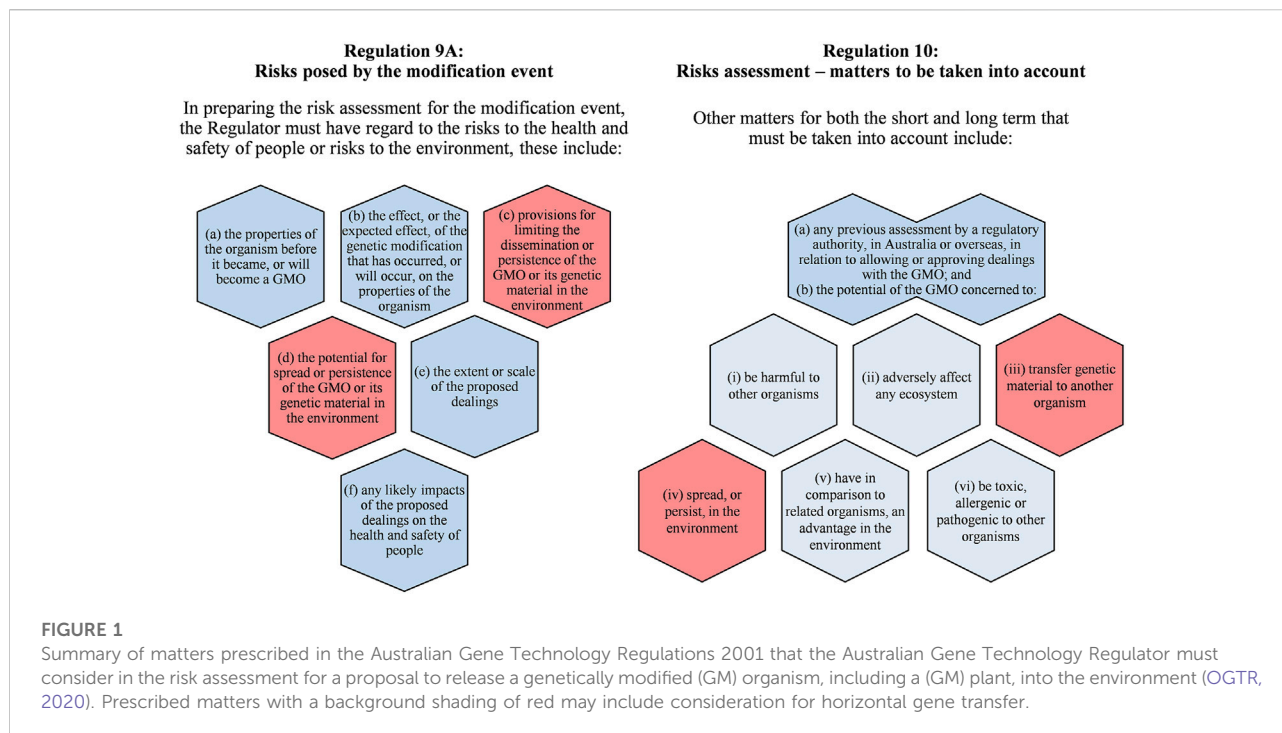 Regulation 9A:
Risks posed by the modification event
In preparing the risk assessment for the modification event,
the Regulator must have regard to the risks to the health and
safety of people or risks to the environment, these include:
(a) the properties of
the organism before
it became, or will
become a GMO
(b) the effect, or the
expected effect, of the
genetic modification
that has occurred, or
will occur, on the
properties of the
organism
(c) provisions for
limiting the
dissemination or
persistence of the
GMO or its genetic
material in the
environment
(d) the potential for
spread or persistence
of the GMO or its
genetic material in
the environment
(e) the extent or scale
of the proposed
dealings
(f) any likely impacts
of the proposed
dealings on the
health and safety of
people
Regulation 10:
Risks assessment – matters to be taken into account
Other matters for both the short and long term that
must be taken into account include:
(a) any previous assessment by a regulatory
authority, in Australia or overseas, in
relation to allowing or approving dealings
with the GMO; and
(b) the potential of the GMO concerned to:
(i) be harmful to
other organisms
(ii) adversely affect
any ecosystem
(iii) transfer genetic
material to another
organism
(iv) spread, or
persist, in the
environment
(v) have in
comparison to
related organisms, an
advantage in the
environment
(vi) be toxic,
allergenic or
pathogenic to other
organisms
FIGURE 1
Summary of matters prescribed in the Australian Gene Technology Regulations 2001 that the Australian Gene Technology Regulator must
consider in the risk assessment for a proposal to release a genetically modified (GM) organism, including a (GM) plant, into the environment (OGTR,
2020). Prescribed matters with a background shading of red may include consideration for horizontal gene transfer.